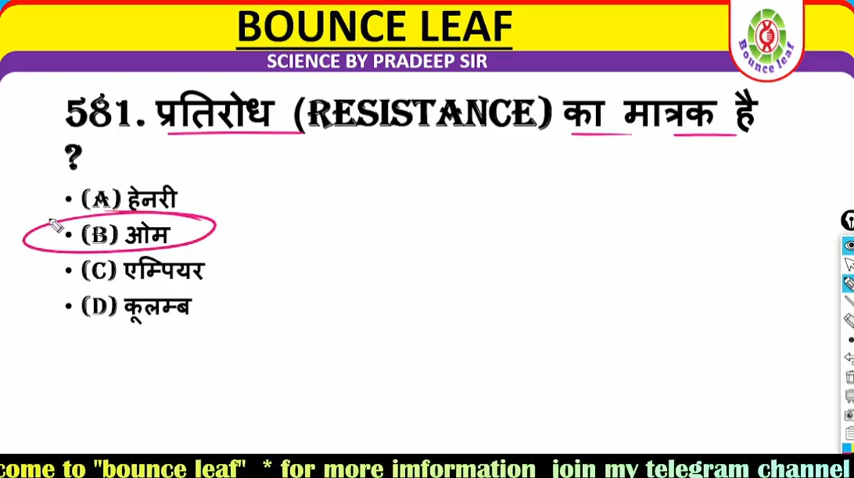 BOUNCE LEAF
SCIENCE BY PRADEEP SIR
Bounce leaf
581. प्रतिरोध (RESISTANCE) का मात्रक है
?
• (A) हेनरी
• (B) ओम
• (C) एम्पियर
• (D) कूलम्ब
come to "bounce leaf" * for more imformation join my telegram channel